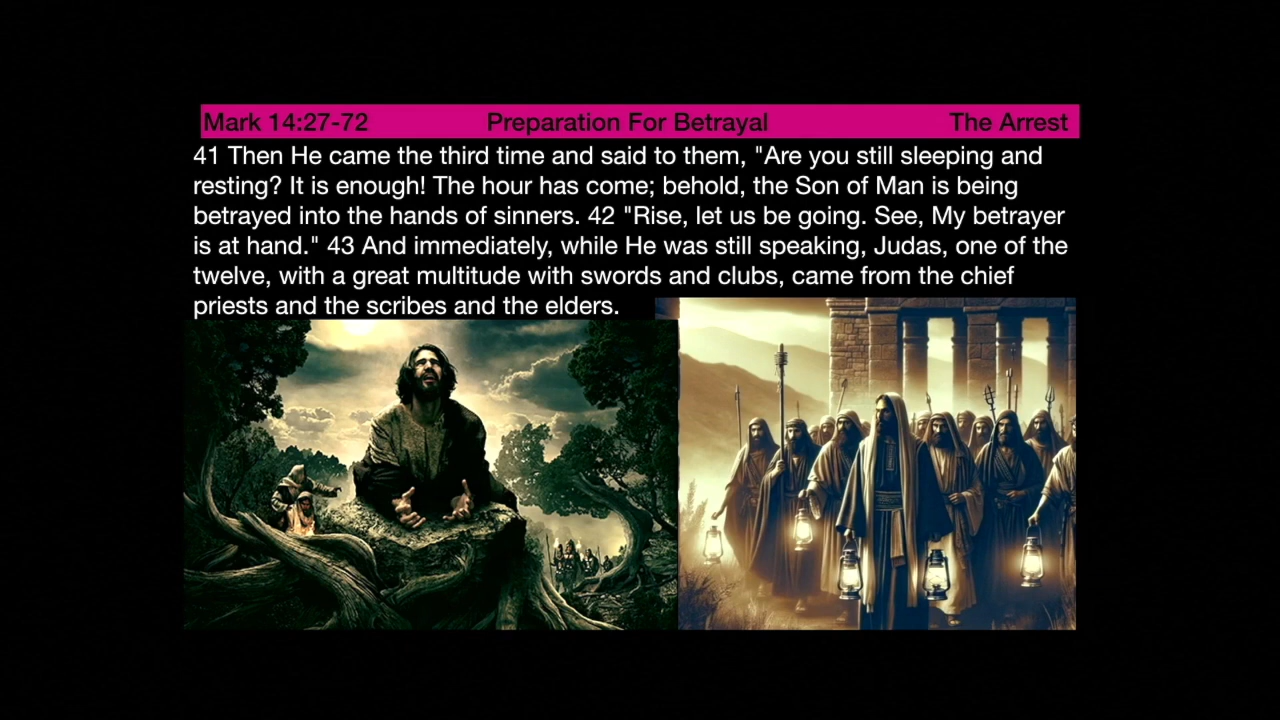 Mark 14:27-72 Preparation For Betrayal The Arrest
41 Then He came the third time and said to them, "Are you still sleeping and
resting? It is enough! The hour has come; behold, the Son of Man is being
betrayed into the hands of sinners. 42 "Rise, let us be going. See, My betrayer
is at hand." 43 And immediately, while He was still speaking, Judas, one of the
twelve, with a great multitude with swords and clubs, came from the chief
priests and the scribes and the elders.